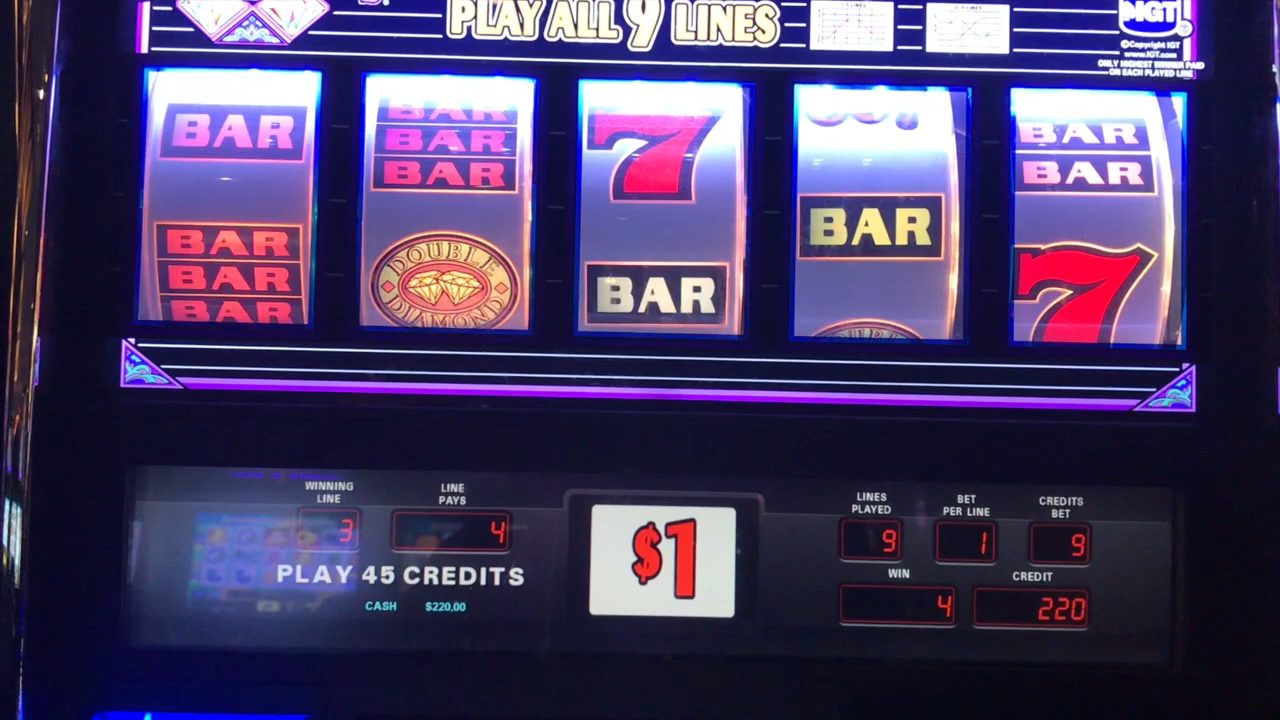 PLAY ALL 9 LINES
IGT
©Copyright IGT
www.IGT.com
ONLY HIGHEST WINNER PAID
ON EACH PLAYED LINE
BAR
BAR
BAR
BAR
7
BAR
BAR
BAR
BAR
BAR
BAR
DOUBLE
DIAMOND
BAR
BAR
7
WINNING
LINE
3
LINE
PAYS
4
PLAY 45 CREDITS
CASH $220.00
$1
LINES
PLAYED
9
BET
PER LINE
1
CREDITS
BET
9
WIN
4
CREDIT
220